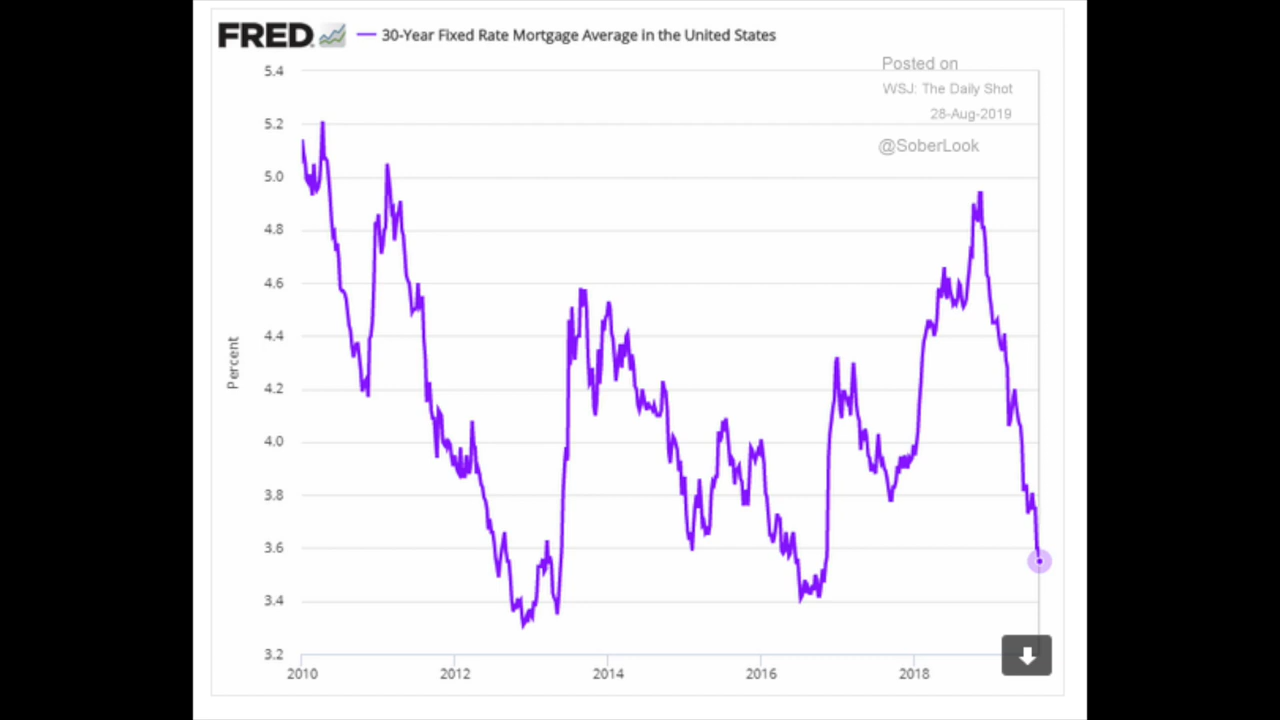 FRED
30-Year Fixed Rate Mortgage Average in the United States
Posted on
WSJ: The Daily Shot
28-Aug-2019
@SoberLook
Percent
5.4
5.2
5.0
4.8
4.6
4.4
4.2
4.0
3.8
3.6
3.4
3.2
2010 2012 2014 2016 2018